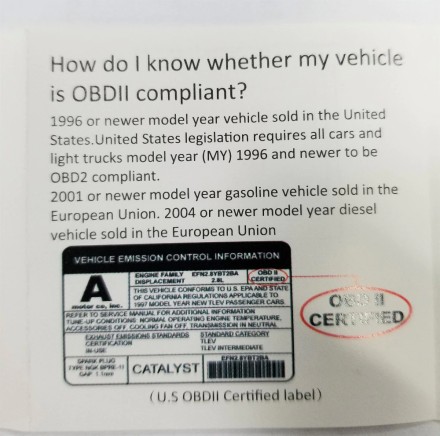 How do I know whether my vehicle
is OBDII compliant?
1996 or newer model year vehicle sold in the United
States.United States legislation requires all cars and
light trucks model year (MY) 1996 and newer to be
OBD2 compliant.
2001 or newer model year gasoline vehicle sold in the
European Union. 2004 or newer model year diesel
vehicle sold in the European Union
VEHICLE EMISSION CONTROL INFORMATION
A
motor co, inc.
ENGINE FAMILY EFN2.8YBT2BA
DISPLACEMENT 2.8L
OBD II
CERTIFIED
THIS VEHICLE CONFORMS TO U.S. EPA AND STATE
OF CALIFORNIA REGULATIONS APPLICABLE TO
1997 MODEL YEAR NEW TLEV PASSENGER CARS
REFER TO SERVICE MANUAL FOR ADDITIONAL INFORMATION
TUNE-UP CONDITIONS: NORMAL OPERATING ENGINE TEMPERATURE,
ACCESSORIES OFF, COOLING FAN OFF, TRANSMISSION IN NEUTRAL
EXHAUST EMISSIONS STANDARDS STANDARD CATEGORY
CERTIFICATION TLEV
IN-USE TLEV INTERMEDIATE
SPARK PLUG
GAP
CATALYST
OBD II
CERTIFIED
(U.S OBDII Certified label)